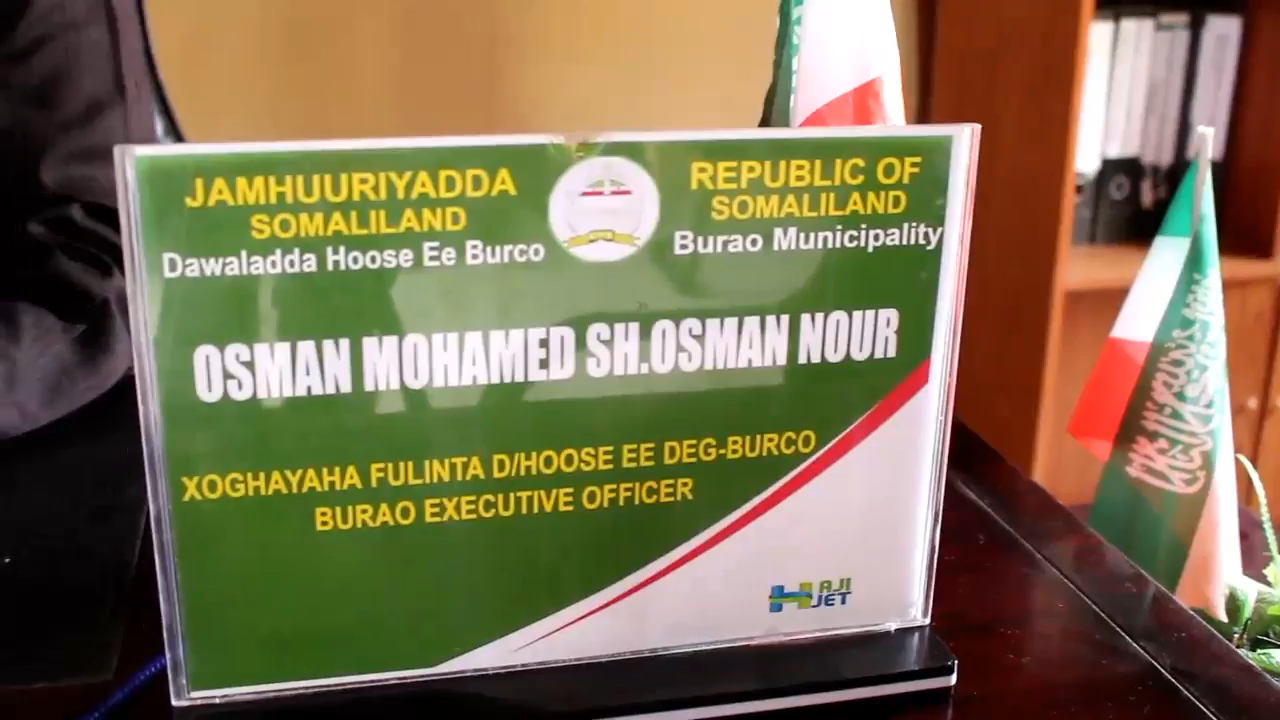 JAMHUURIYADDA
SOMALILAND
Dawaladda Hoose Ee Burco
REPUBLIC OF
SOMALILAND
Burao Municipality
OSMAN MOHAMED SH.OSMAN NOUR
XOGHAYAHA FULINTA D/HOOSE EE DEG-BURCO
BURAO EXECUTIVE OFFICER
HAJI
JET